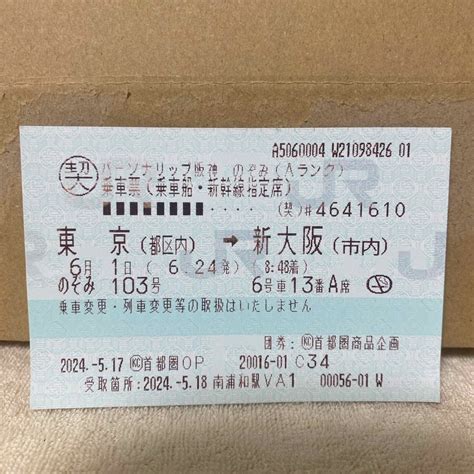 A5060004 W21098426 01
㊢ パーソナリップ阪神 のぞみ(Aランク)
乗車票(乗車船・新幹線指定席)
■■■■■■■■ ・・・・
(契)#4641610
東 京(都区内) ➡ 新大阪(市内)
6月 1日( 6.24発) (8:48着)
のぞみ 103号 6号車 13番A席
乗車変更・列車変更等の取扱はいたしません
団券:㏍首都圏商品企画
2024.-5.17 ㏍首都圏OP 20016-01 C34
受取箇所:2024.-5.18 南浦和駅VA1 00056-01 W